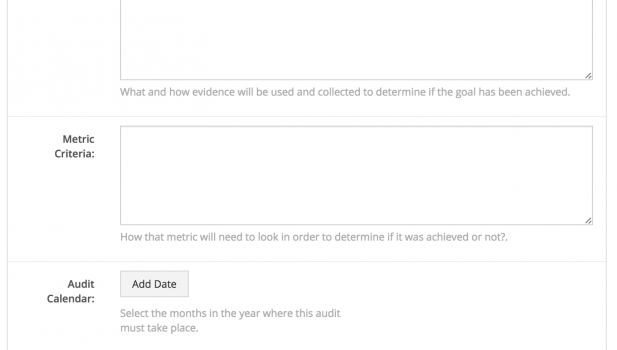 What and how evidence will be used and collected to determine if the goal has been achieved.
Metric
Criteria:
How that metric will need to look in order to determine if it was achieved or not?.
Audit
Calendar:
Add Date
Select the months in the year where this audit
must take place.